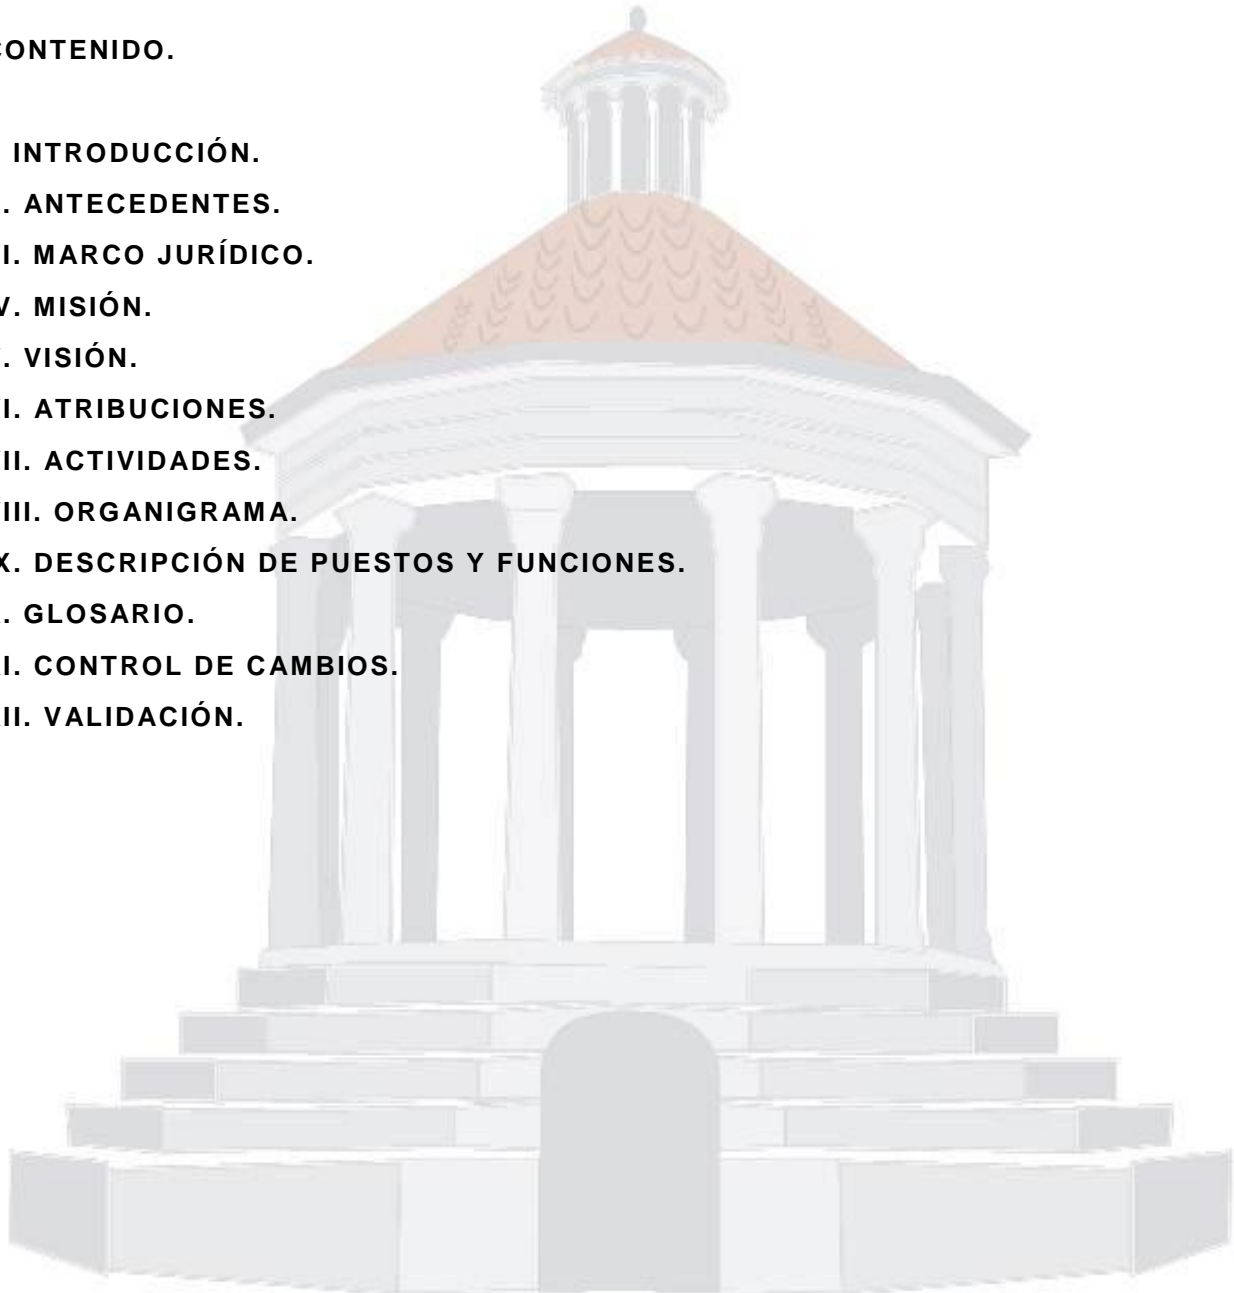 CONTENIDO.
INTRODUCCIÓN.
I. ANTECEDENTES.
II. MARCO JURÍDICO.
V. MISIÓN.
. VISIÓN.
I. ATRIBUCIONES.
II. ACTIVIDADES.
III. ORGANIGRAMA.
X. DESCRIPCIÓN DE PUESTOS Y FUNCIONES.
. GLOSARIO.
I. CONTROL DE CAMBIOS.
II. VALIDACIÓN.